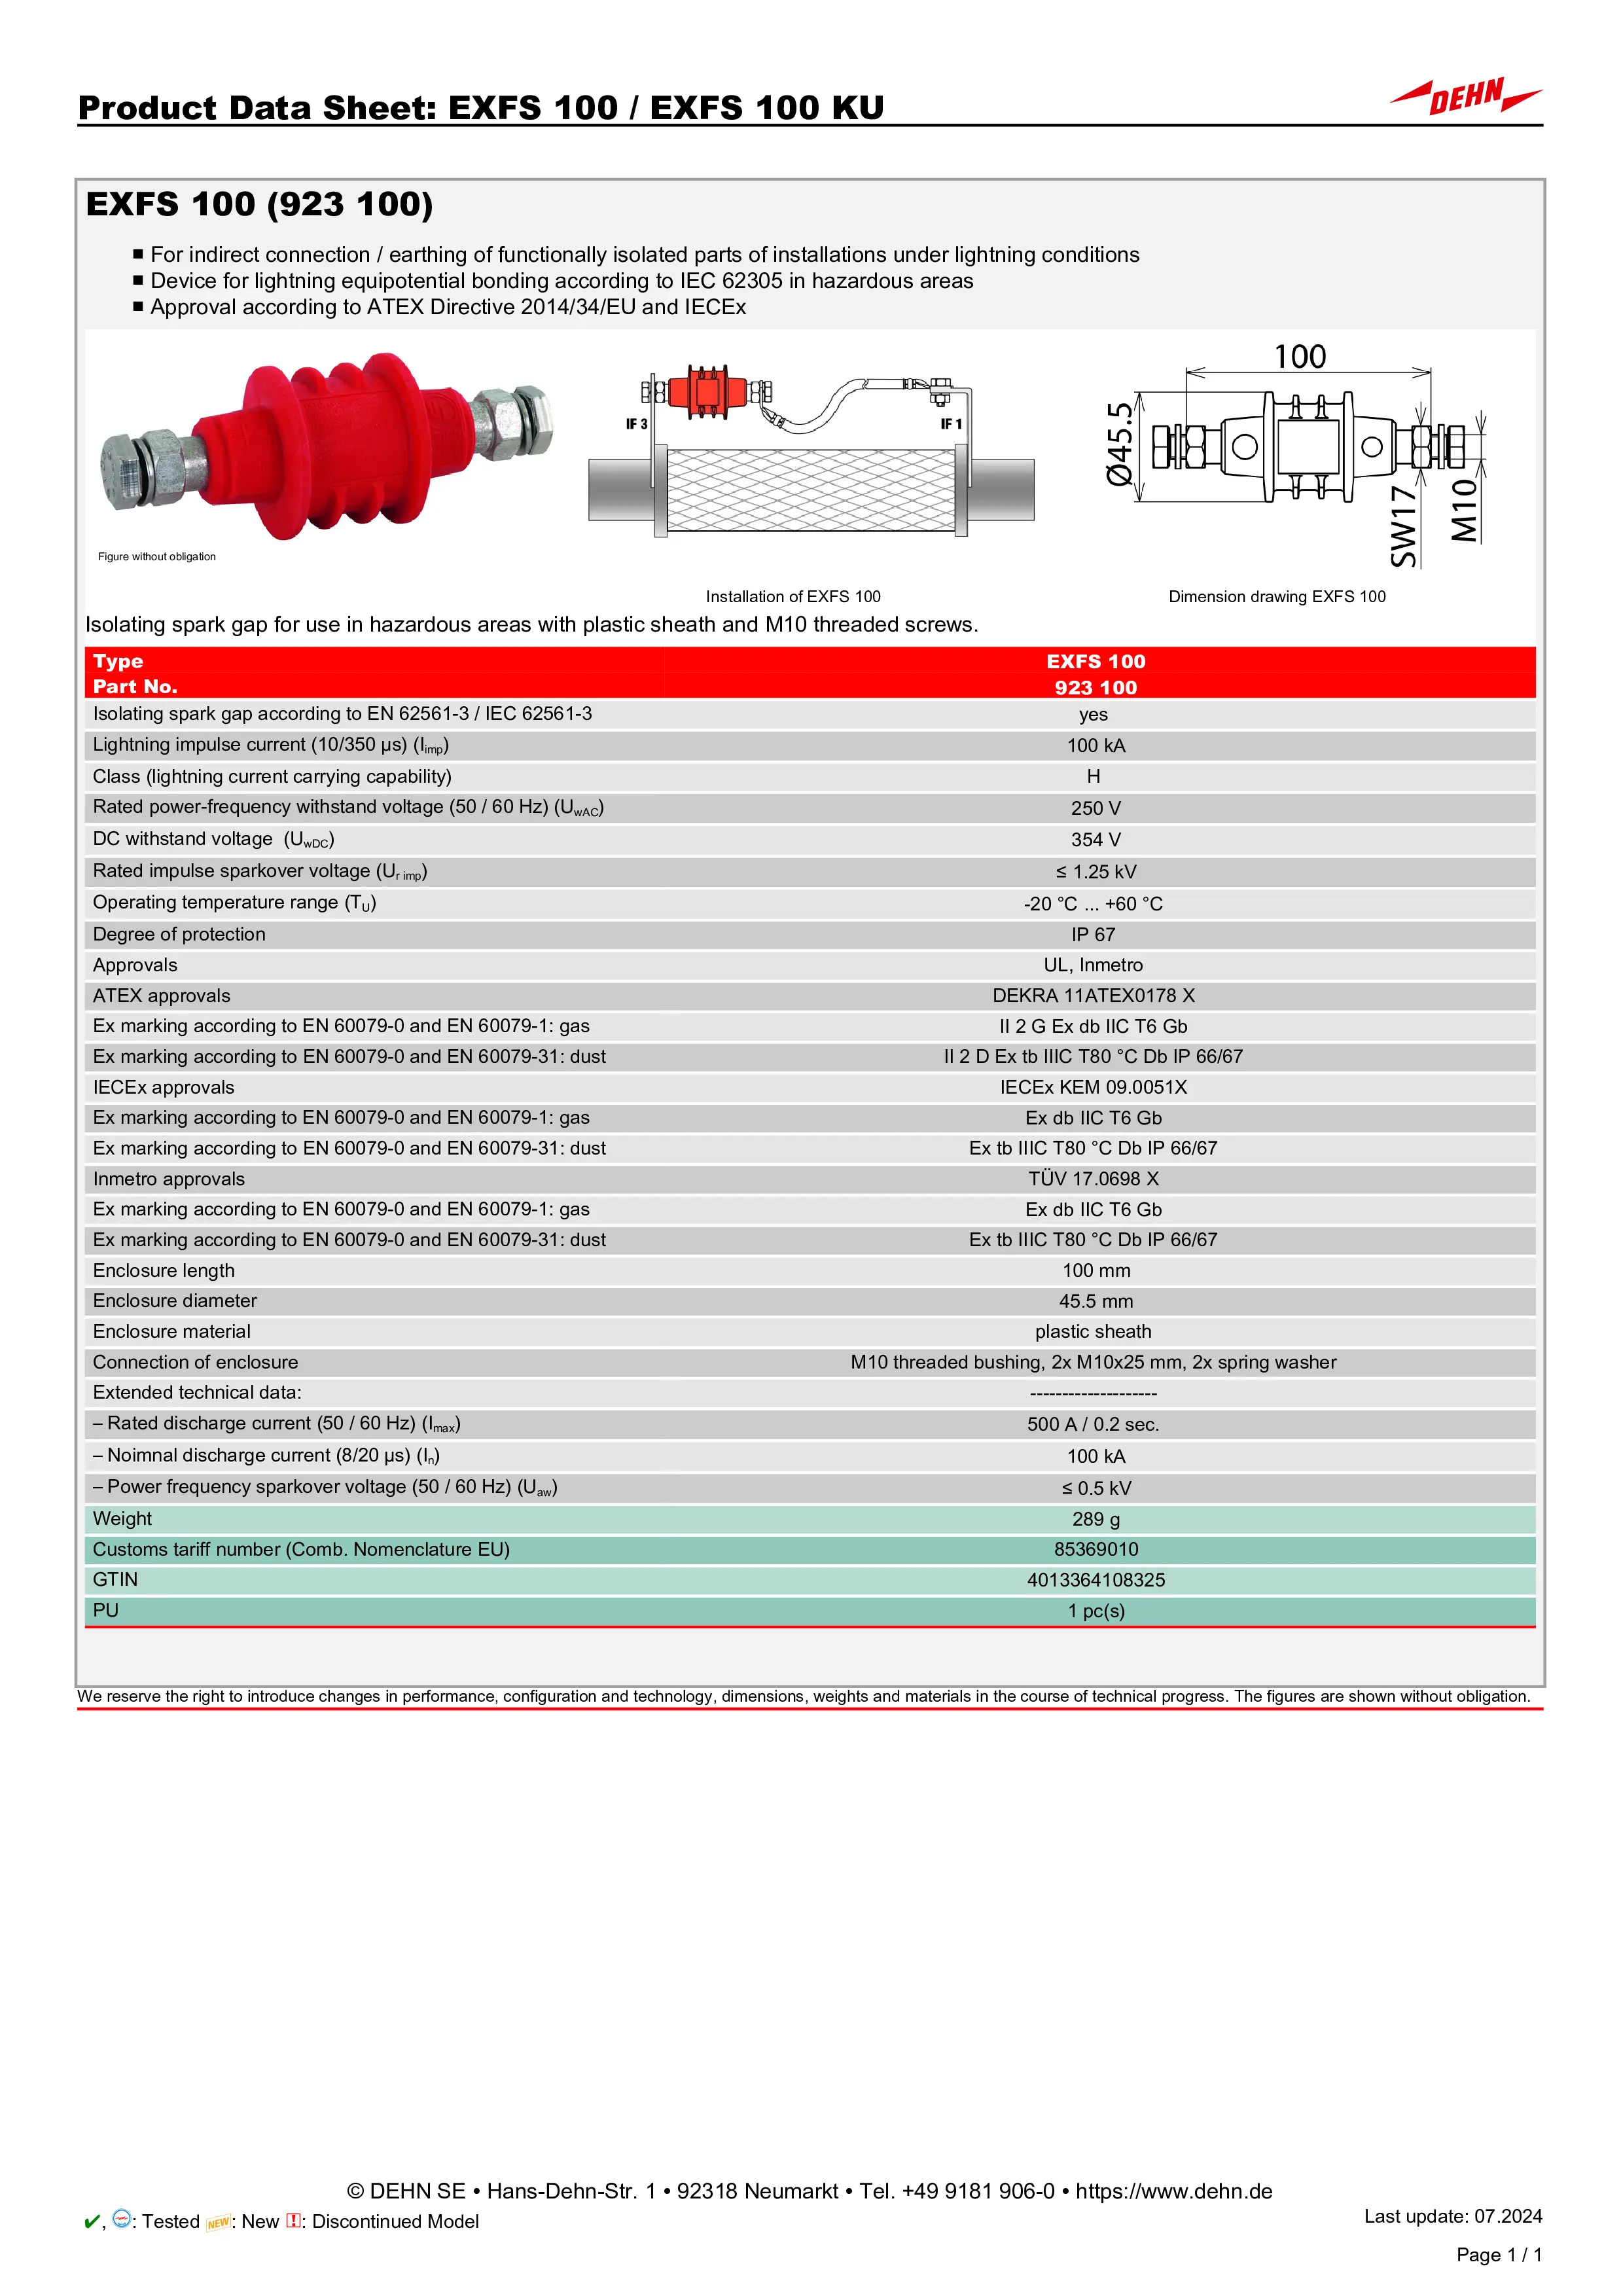 Product Data Sheet: EXFS 100 / EXFS 100 KU
DEHN
EXFS 100 (923 100)
■ For indirect connection / earthing of functionally isolated parts of installations under lightning conditions
■ Device for lightning equipotential bonding according to IEC 62305 in hazardous areas
■ Approval according to ATEX Directive 2014/34/EU and IECEx
Figure without obligation
IF 3
IF 1
Installation of EXFS 100
100
Ø45.5
SW17
M10
Dimension drawing EXFS 100
Isolating spark gap for use in hazardous areas with plastic sheath and M10 threaded screws.
Type EXFS 100
Part No. 923 100
Isolating spark gap according to EN 62561-3 / IEC 62561-3 yes
Lightning impulse current (10/350 µs) (Iimp) 100 kA
Class (lightning current carrying capability) H
Rated power-frequency withstand voltage (50 / 60 Hz) (UwAC) 250 V
DC withstand voltage (UwDC) 354 V
Rated impulse sparkover voltage (Ur imp) ≤ 1.25 kV
Operating temperature range (TU) -20 °C ... +60 °C
Degree of protection IP 67
Approvals UL, Inmetro
ATEX approvals DEKRA 11ATEX0178 X
Ex marking according to EN 60079-0 and EN 60079-1: gas II 2 G Ex db IIC T6 Gb
Ex marking according to EN 60079-0 and EN 60079-31: dust II 2 D Ex tb IIIC T80 °C Db IP 66/67
IECEx approvals IECEx KEM 09.0051X
Ex marking according to EN 60079-0 and EN 60079-1: gas Ex db IIC T6 Gb
Ex marking according to EN 60079-0 and EN 60079-31: dust Ex tb IIIC T80 °C Db IP 66/67
Inmetro approvals TÜV 17.0698 X
Ex marking according to EN 60079-0 and EN 60079-1: gas Ex db IIC T6 Gb
Ex marking according to EN 60079-0 and EN 60079-31: dust Ex tb IIIC T80 °C Db IP 66/67
Enclosure length 100 mm
Enclosure diameter 45.5 mm
Enclosure material plastic sheath
Connection of enclosure M10 threaded bushing, 2x M10x25 mm, 2x spring washer
Extended technical data: --------------------
– Rated discharge current (50 / 60 Hz) (Imax) 500 A / 0.2 sec.
– Noimnal discharge current (8/20 µs) (In) 100 kA
– Power frequency sparkover voltage (50 / 60 Hz) (Uaw) ≤ 0.5 kV
Weight 289 g
Customs tariff number (Comb. Nomenclature EU) 85369010
GTIN 4013364108325
PU 1 pc(s)
We reserve the right to introduce changes in performance, configuration and technology, dimensions, weights and materials in the course of technical progress. The figures are shown without obligation.
© DEHN SE • Hans-Dehn-Str. 1 • 92318 Neumarkt • Tel. +49 9181 906-0 • https://www.dehn.de
✔, : Tested NEW: New !: Discontinued Model
Last update: 07.2024
Page 1 / 1